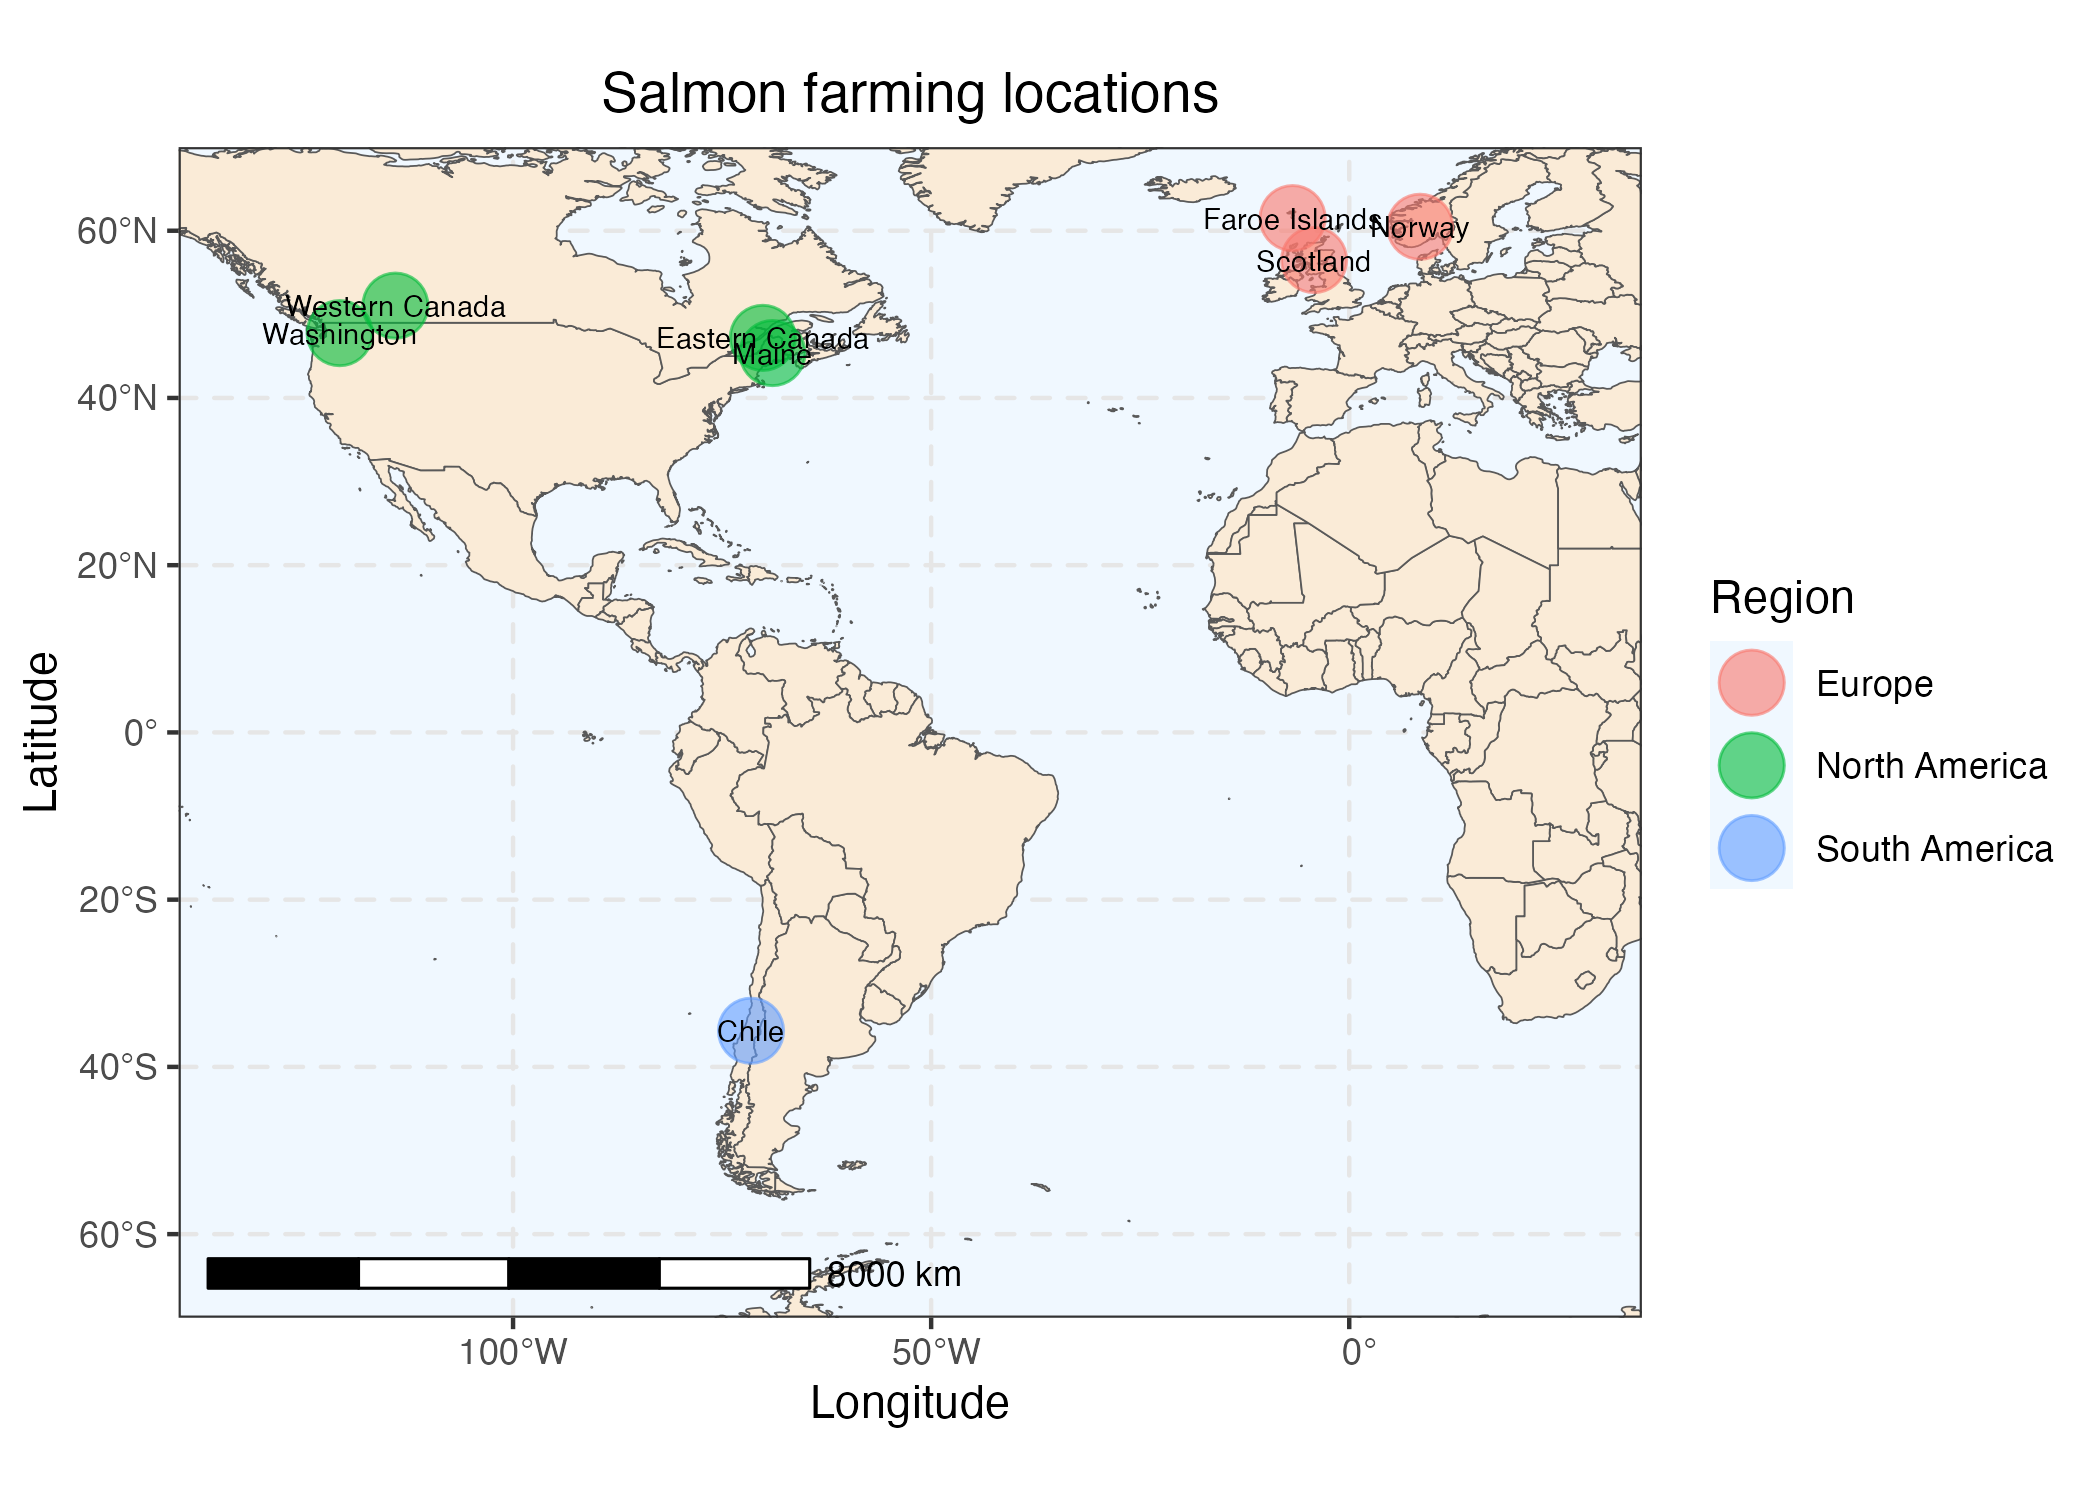 Salmon farming locations
Latitude
60°N
40°N
20°N
0°
20°S
40°S
60°S
Faroe Islands
Norway
Scotland
Western Canada
Washington
Eastern Canada
Maine
Chile
8000 km
100°W
50°W
0°
Longitude
Region
Europe
North America
South America